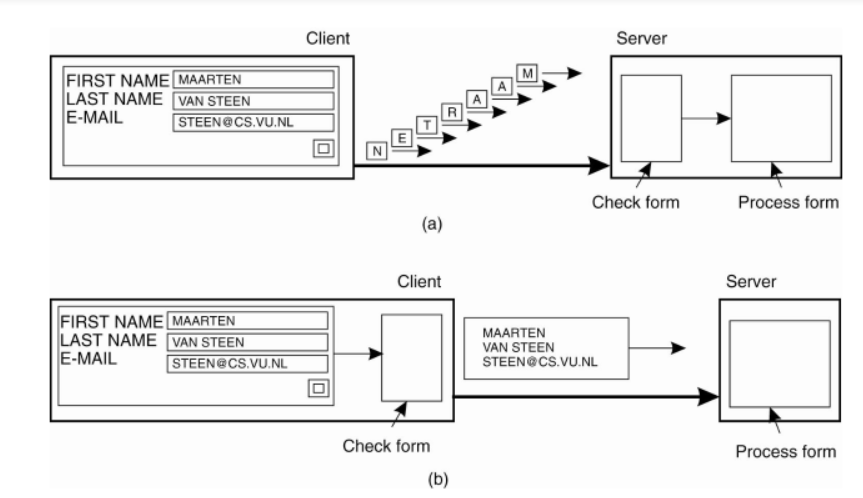 Client
Server
FIRST NAME MAARTEN
LAST NAME VAN STEEN
E-MAIL STEEN@CS.VU.NL
M
A
A
R
T
E
N
Check form
Process form
(a)
Client
Server
FIRST NAME MAARTEN
LAST NAME VAN STEEN
E-MAIL STEEN@CS.VU.NL
MAARTEN
VAN STEEN
STEEN@CS.VU.NL
Check form
Process form
(b)